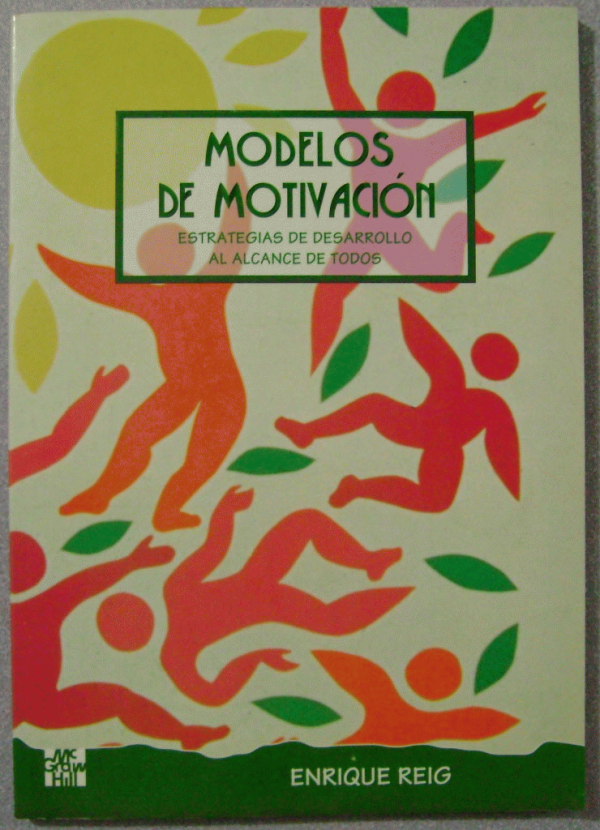 MODELOS
DE MOTIVACIÓN
ESTRATEGIAS DE DESARROLLO
AL ALCANCE DE TODOS
Mc
Graw
Hill
ENRIQUE REIG